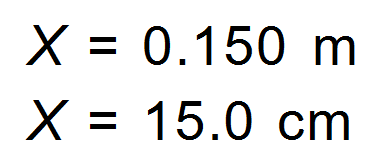 X = 0.150 m
X = 15.0 cm